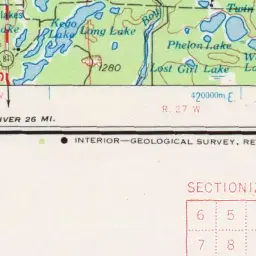 Twin
lakes
Kego Lake
Long Lake
Phelon Lake
Lost Girl Lake
1280
420000m E
R. 27 W
IVER 26 MI.
INTERIOR—GEOLOGICAL SURVEY, RE
SECTIONIZ
6 5
7 8